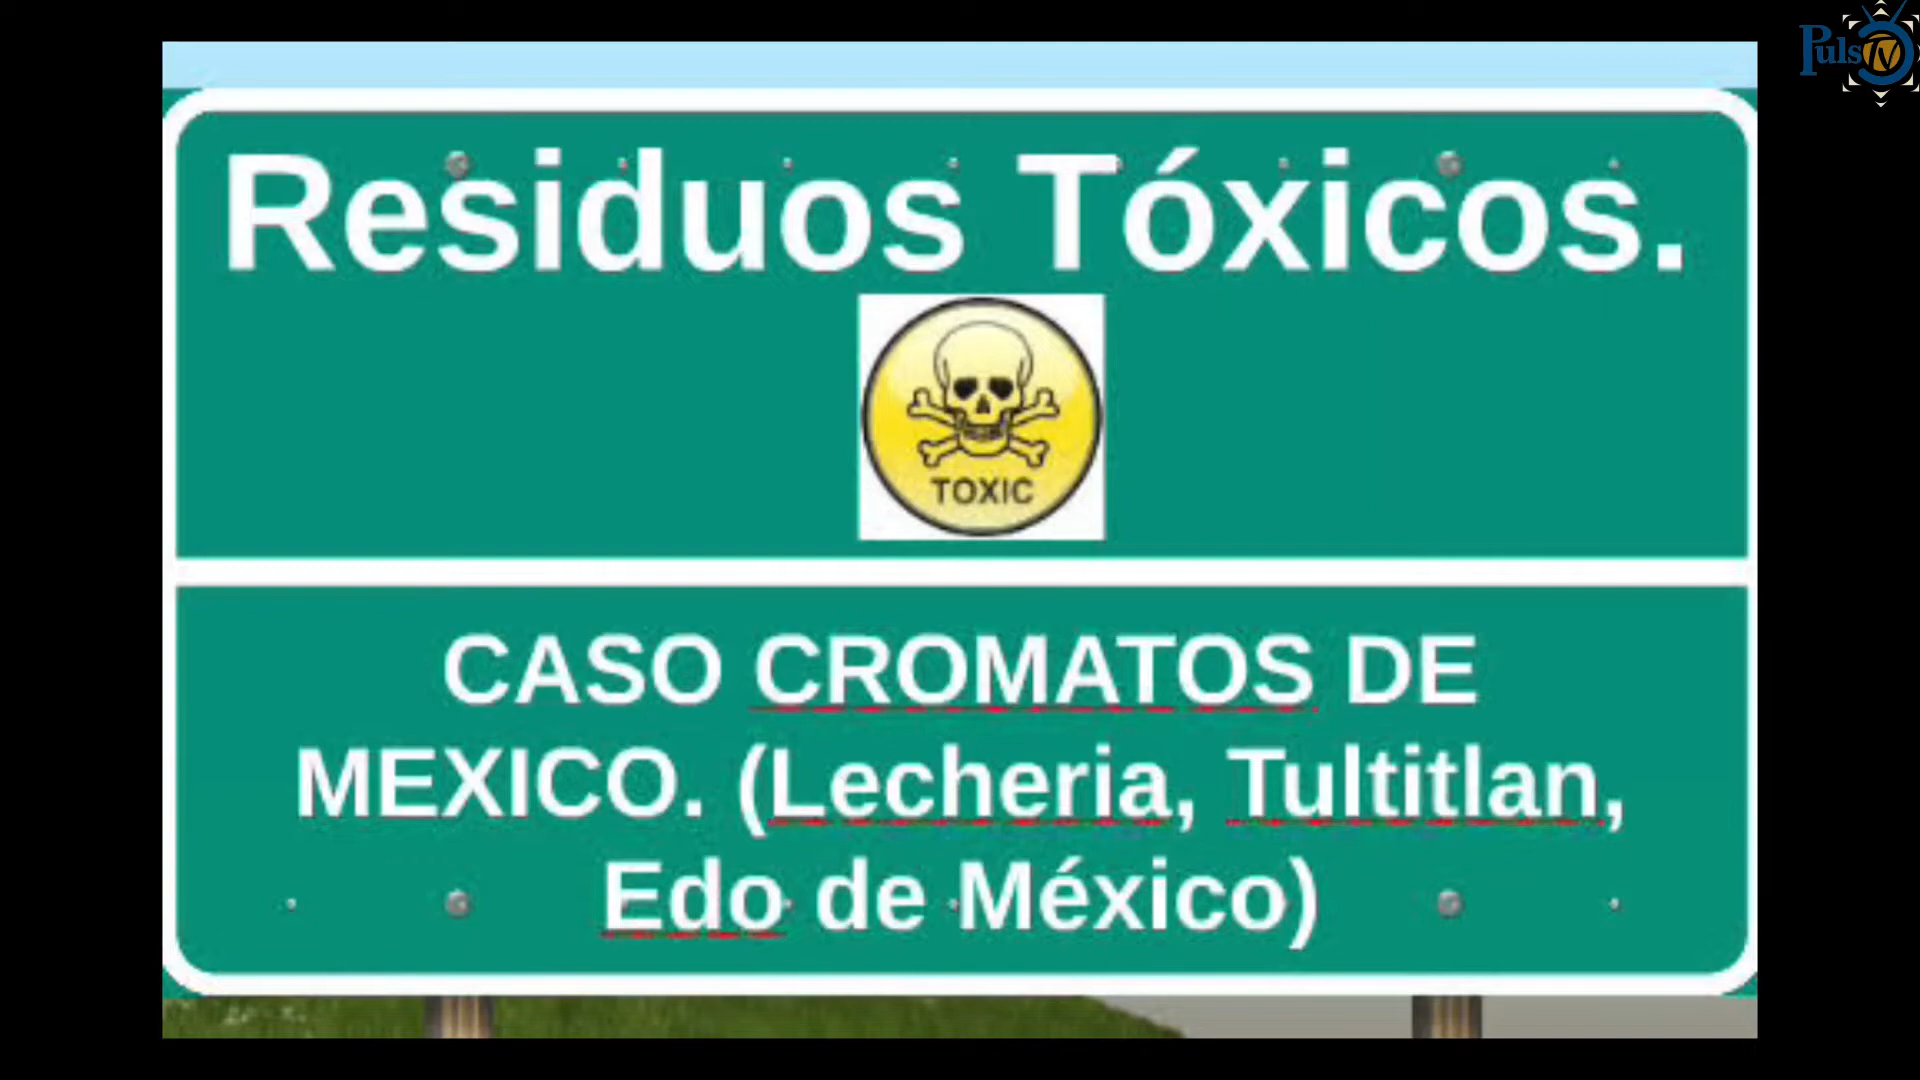 PulsTV
Residuos Tóxicos.
TOXIC
CASO CROMATOS DE
MEXICO. (Lecheria, Tultitlan,
Edo de México)